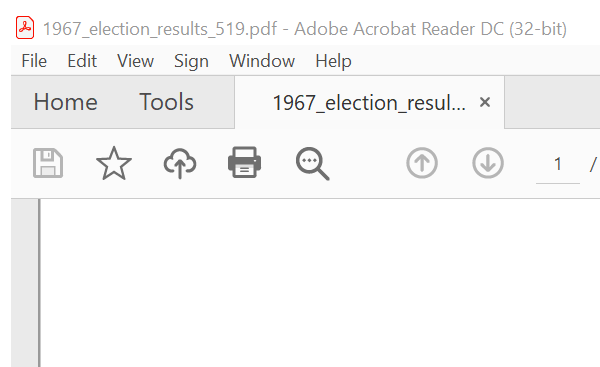 1967_election_results_519.pdf - Adobe Acrobat Reader DC (32-bit)
File Edit View Sign Window Help
Home Tools 1967_election_resul... ×
1 /